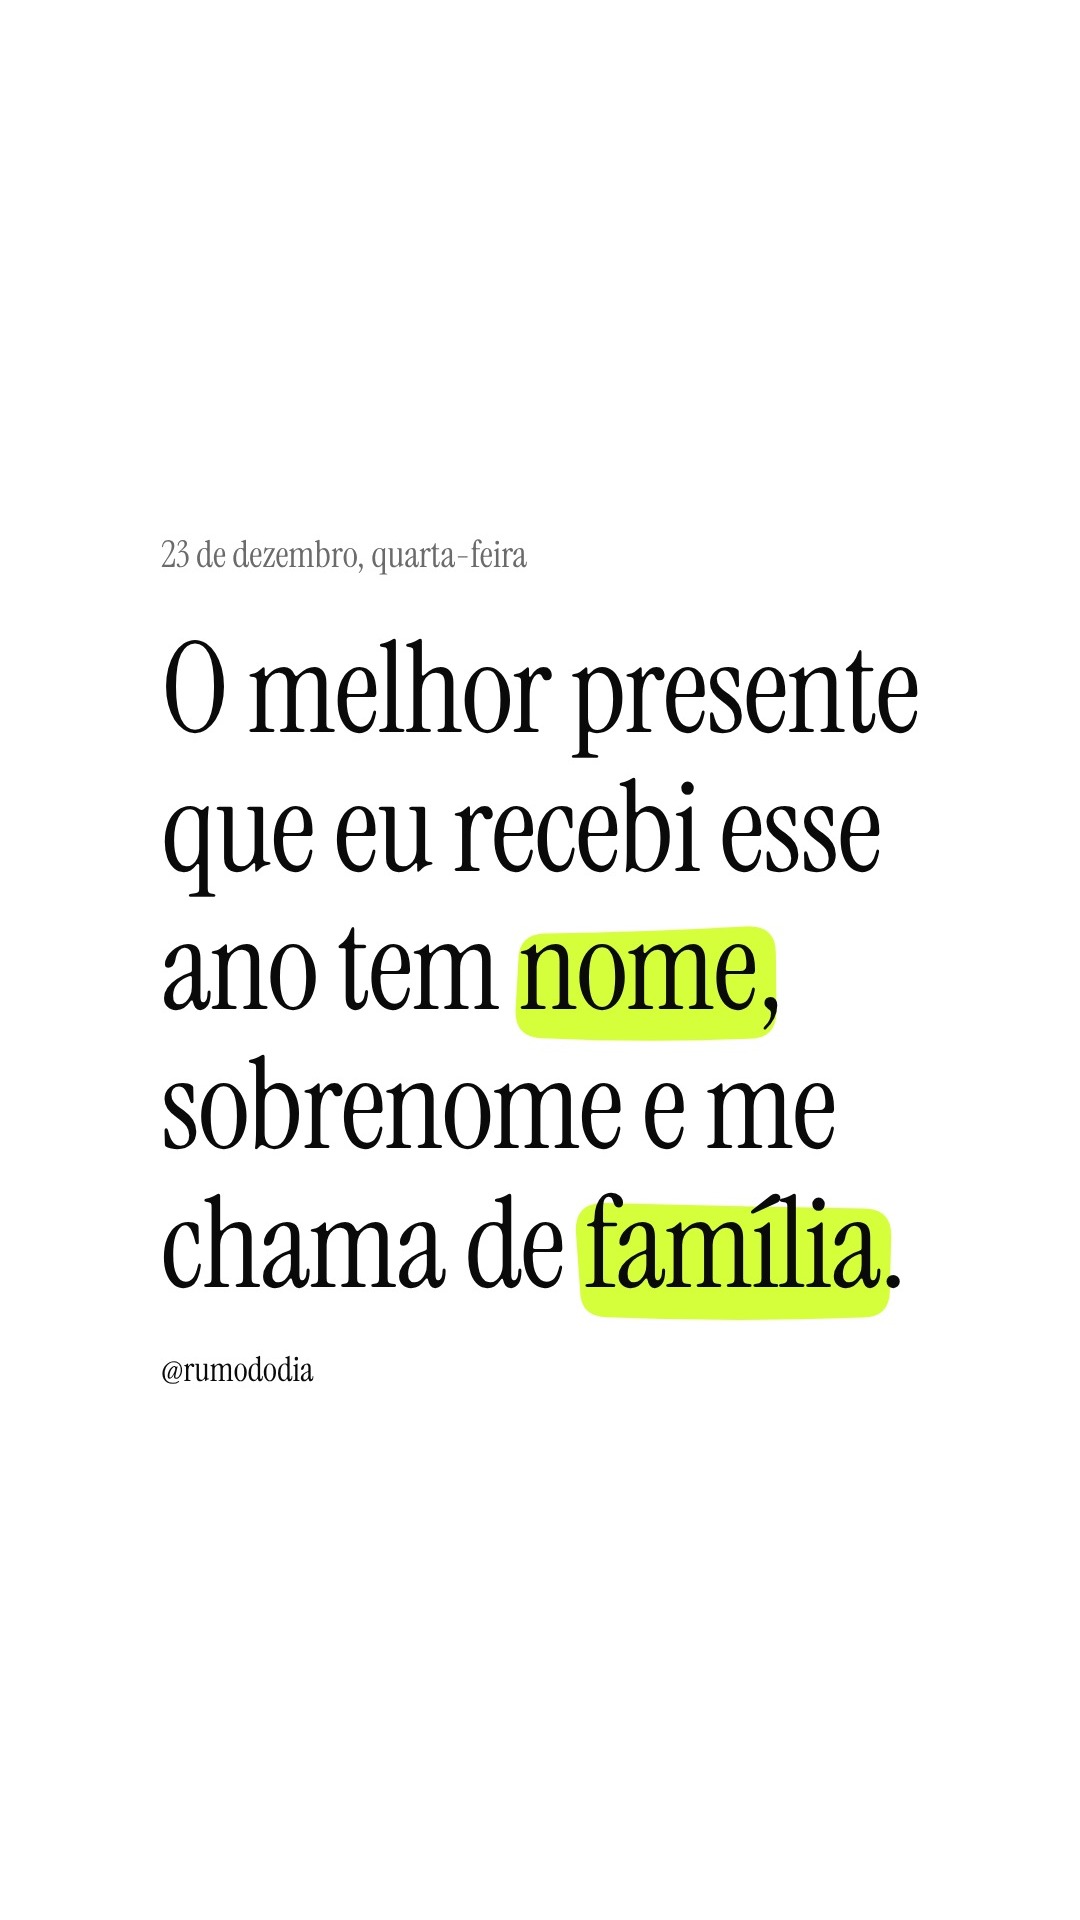 23 de dezembro, quarta-feira
O melhor presente
que eu recebi esse
ano tem nome,
sobrenome e me
chama de família.
@rumododia